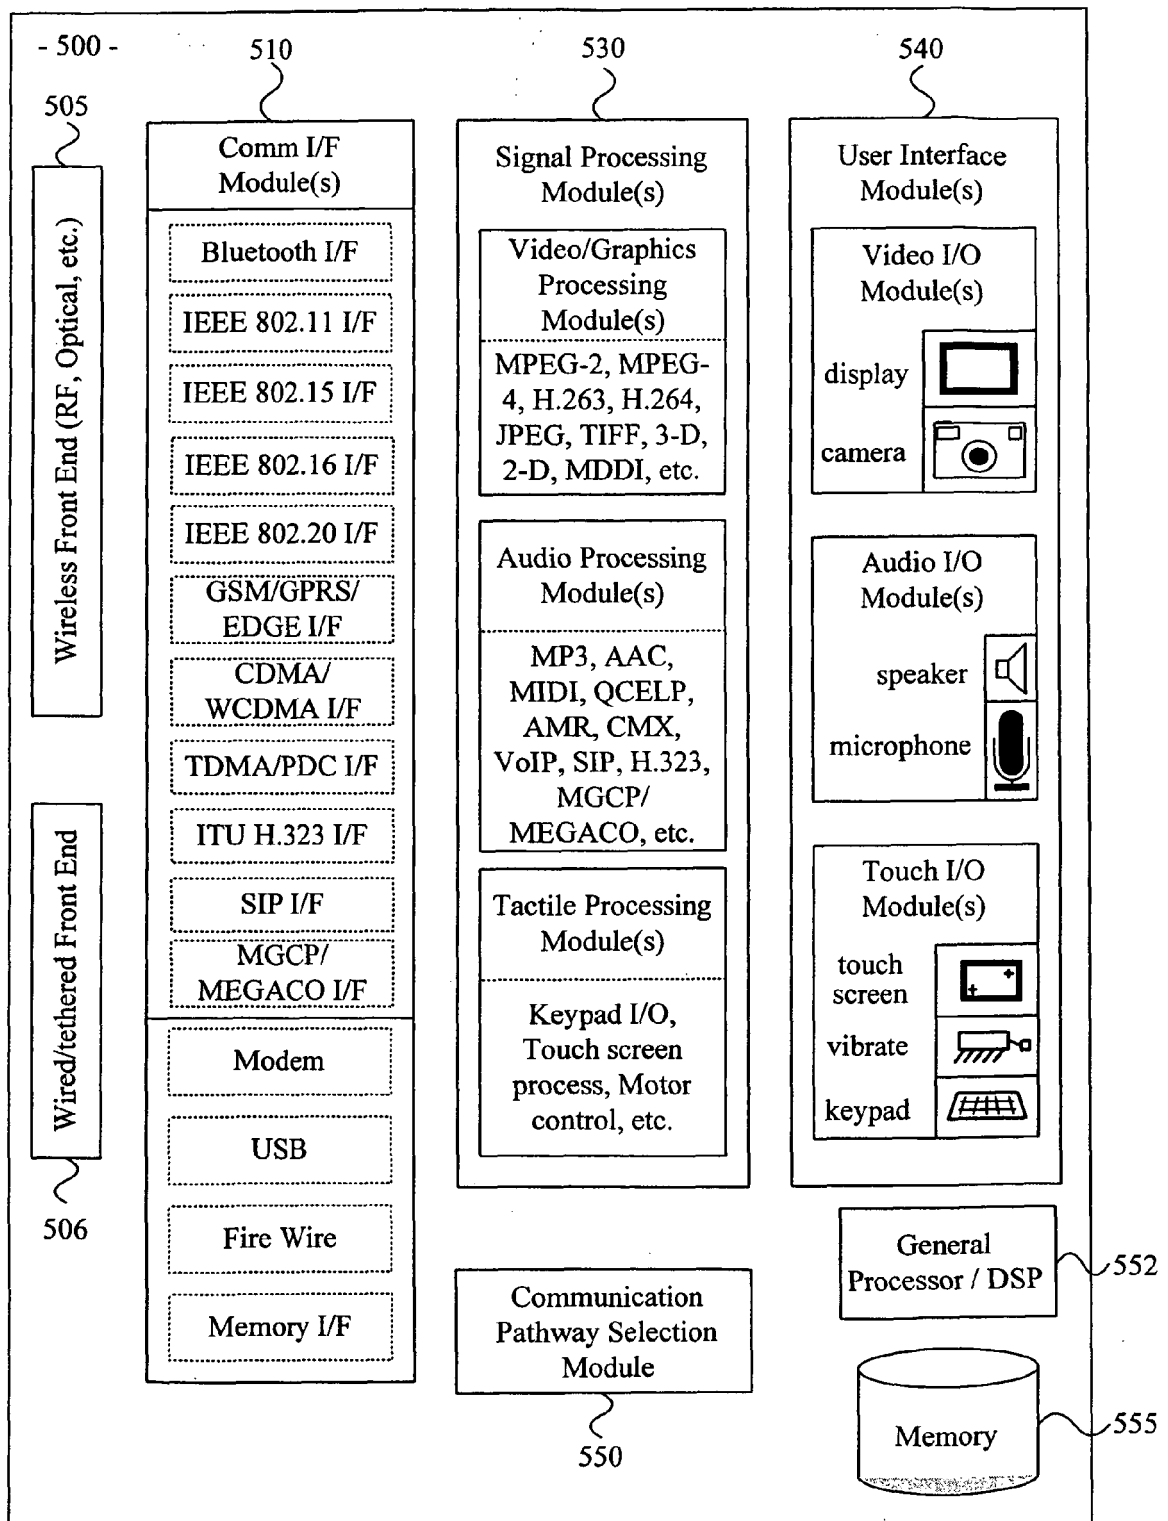 - 500 -
510
530
540
505
Wireless Front End (RF, Optical, etc.)
Wired/tethered Front End
506
Comm I/F
Module(s)
Bluetooth I/F
IEEE 802.11 I/F
IEEE 802.15 I/F
IEEE 802.16 I/F
IEEE 802.20 I/F
GSM/GPRS/
EDGE I/F
CDMA/
WCDMA I/F
TDMA/PDC I/F
ITU H.323 I/F
SIP I/F
MGCP/
MEGACO I/F
Modem
USB
Fire Wire
Memory I/F
Signal Processing
Module(s)
Video/Graphics
Processing
Module(s)
MPEG-2, MPEG-
4, H.263, H.264,
JPEG, TIFF, 3-D,
2-D, MDDI, etc.
Audio Processing
Module(s)
MP3, AAC,
MIDI, QCELP,
AMR, CMX,
VoIP, SIP, H.323,
MGCP/
MEGACO, etc.
Tactile Processing
Module(s)
Keypad I/O,
Touch screen
process, Motor
control, etc.
Communication
Pathway Selection
Module
550
User Interface
Module(s)
Video I/O
Module(s)
display
camera
Audio I/O
Module(s)
speaker
microphone
Touch I/O
Module(s)
touch
screen
vibrate
keypad
General
Processor / DSP
552
Memory
555